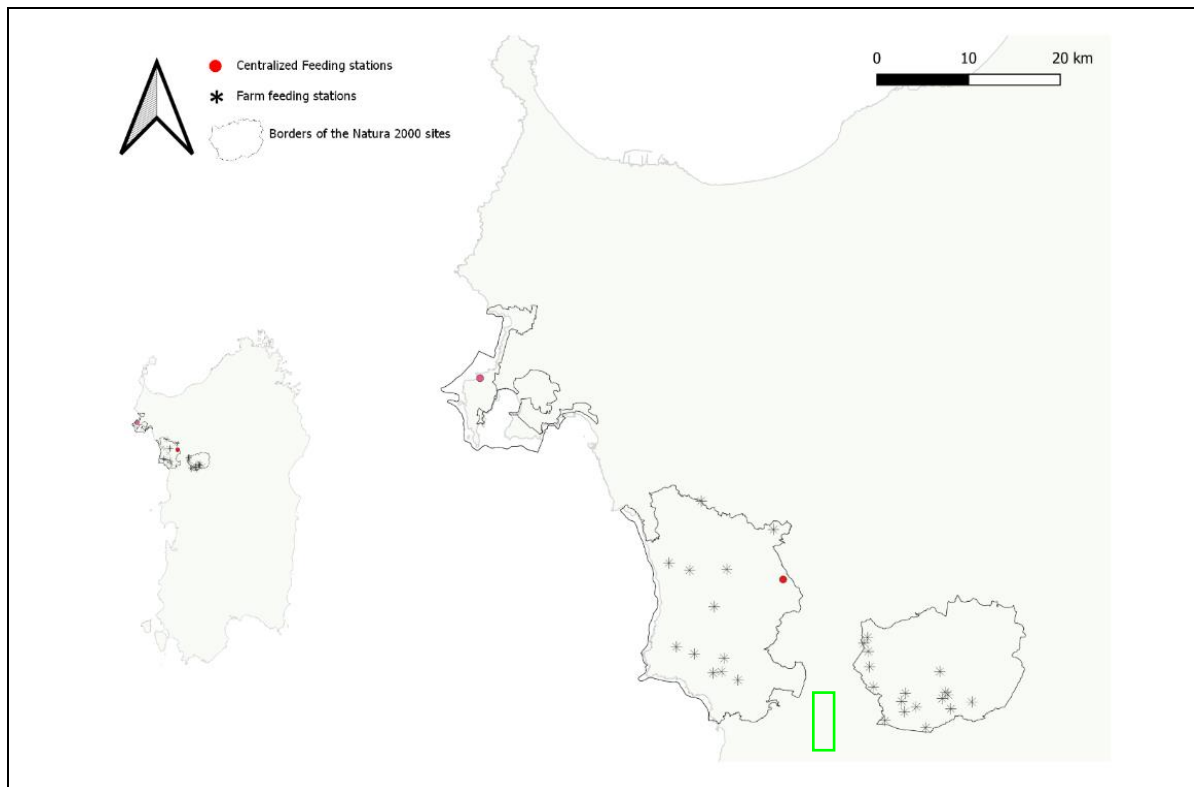 Centralized Feeding stations
Farm feeding stations
Borders of the Natura 2000 sites
0 10 20 km